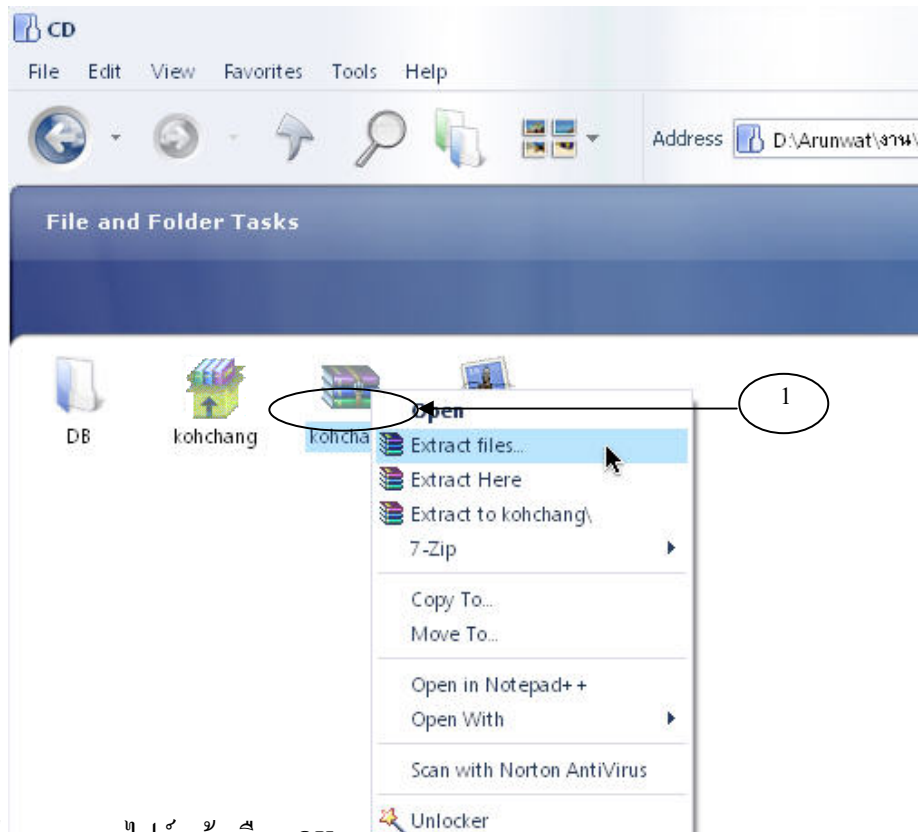 CD
File Edit View Favorites Tools Help
Address D:\Arunwat\งาน\
File and Folder Tasks
DB
kohchang
kohcha
1
Open
Extract files...
Extract Here
Extract to kohchang\
7-Zip
Copy To...
Move To...
Open in Notepad++
Open With
Scan with Norton AntiVirus
Unlocker